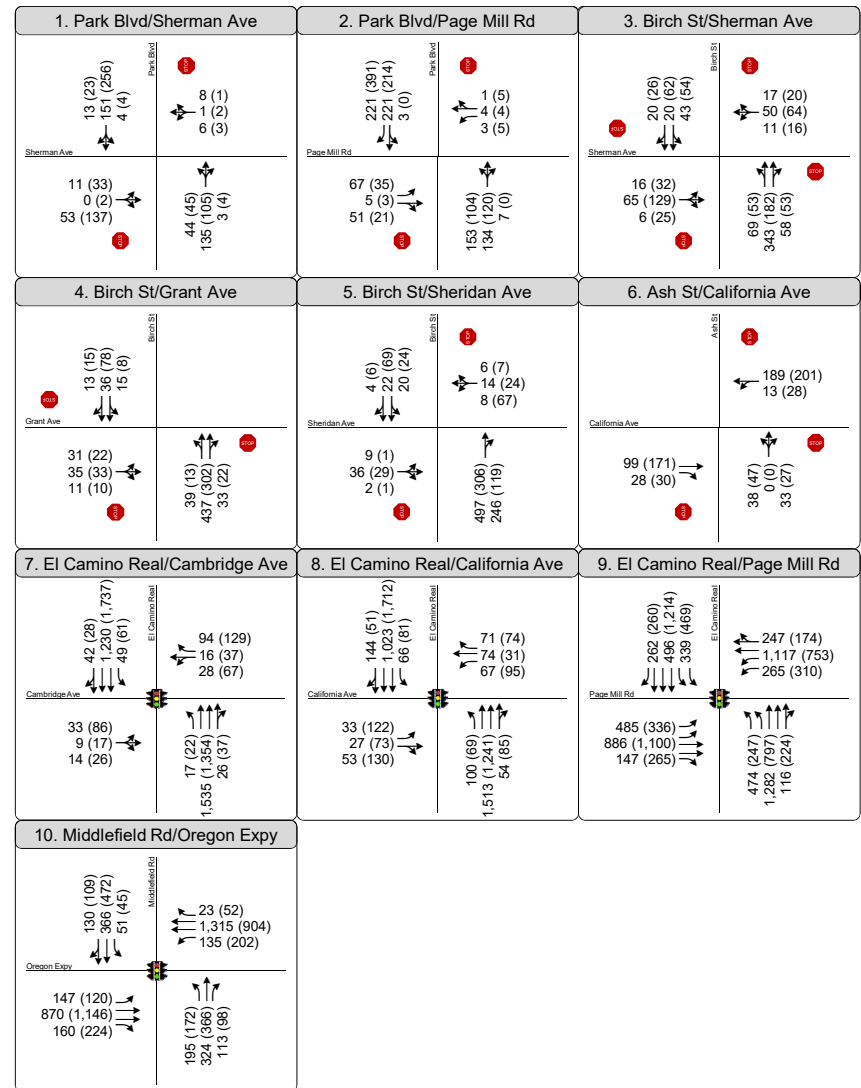 1. Park Blvd/Sherman Ave
Park Blvd
STOP
13 (23)
151 (256)
4 (4)
8 (1)
1 (2)
6 (3)
Sherman Ave
11 (33)
0 (2)
53 (137)
STOP
44 (45)
135 (105)
3 (4)
2. Park Blvd/Page Mill Rd
Park Blvd
STOP
221 (391)
221 (214)
3 (0)
1 (5)
4 (4)
3 (5)
Page Mill Rd
67 (35)
5 (3)
51 (21)
STOP
153 (104)
134 (120)
7 (0)
3. Birch St/Sherman Ave
Birch St
STOP
20 (26)
20 (62)
43 (54)
17 (20)
50 (64)
11 (16)
STOP
Sherman Ave
STOP
16 (32)
65 (129)
6 (25)
STOP
69 (53)
343 (182)
58 (53)
4. Birch St/Grant Ave
Birch St
13 (15)
36 (78)
15 (8)
STOP
Grant Ave
STOP
31 (22)
35 (33)
11 (10)
STOP
39 (13)
437 (302)
33 (22)
5. Birch St/Sheridan Ave
Birch St
STOP
4 (6)
22 (69)
20 (24)
6 (7)
14 (24)
8 (67)
Sheridan Ave
9 (1)
36 (29)
2 (1)
497 (306)
246 (119)
6. Ash St/California Ave
Ash St
STOP
189 (201)
13 (28)
California Ave
STOP
99 (171)
28 (30)
STOP
38 (47)
0 (0)
33 (27)
7. El Camino Real/Cambridge Ave
El Camino Real
42 (28)
1,230 (1,737)
49 (61)
94 (129)
16 (37)
28 (67)
Cambridge Ave
33 (86)
9 (17)
14 (26)
17 (22)
1,535 (1,354)
26 (37)
8. El Camino Real/California Ave
El Camino Real
144 (51)
1,023 (1,712)
66 (81)
71 (74)
74 (31)
67 (95)
California Ave
33 (122)
27 (73)
53 (130)
100 (69)
1,513 (1,241)
54 (85)
9. El Camino Real/Page Mill Rd
El Camino Real
262 (260)
496 (1,214)
339 (469)
247 (174)
1,117 (753)
265 (310)
Page Mill Rd
485 (336)
886 (1,100)
147 (265)
474 (247)
1,282 (797)
116 (224)
10. Middlefield Rd/Oregon Expy
Middlefield Rd
130 (109)
366 (472)
51 (45)
23 (52)
1,315 (904)
135 (202)
Oregon Expy
147 (120)
870 (1,146)
160 (224)
195 (172)
324 (366)
113 (98)